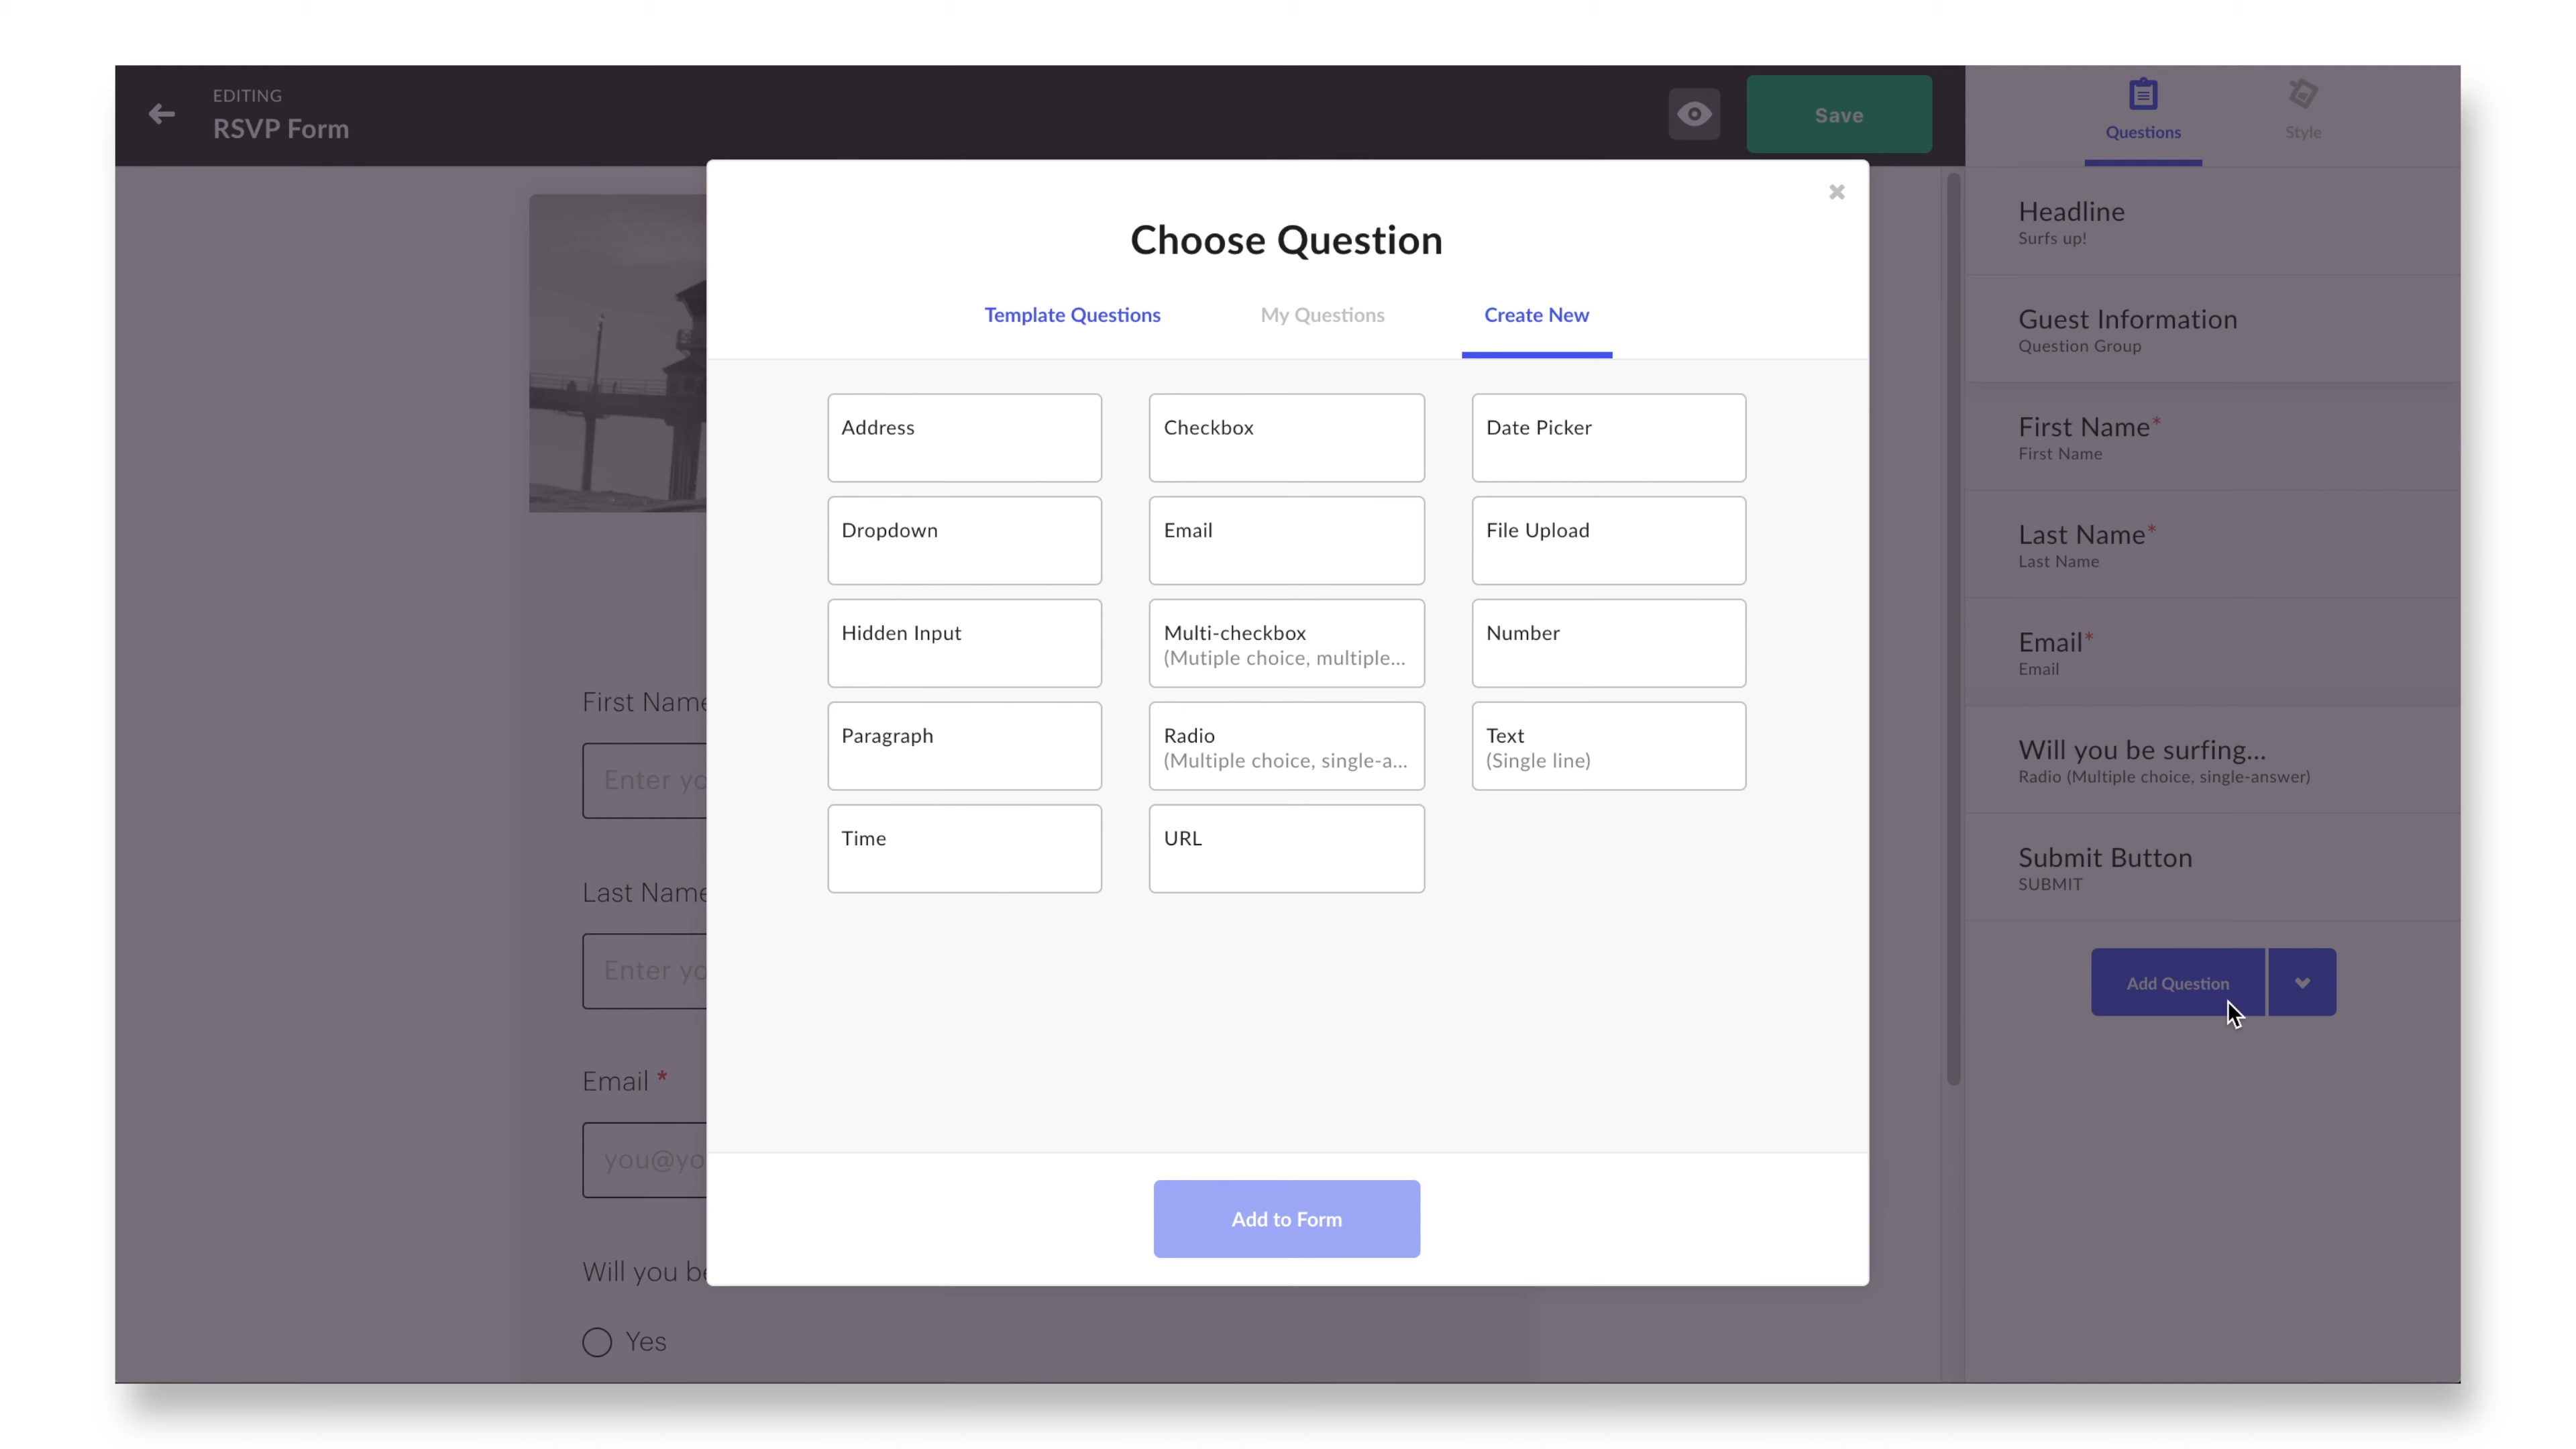 EDITING
RSVP Form
Save
Questions
Style
Choose Question
Template Questions
My Questions
Create New
Address
Checkbox
Date Picker
Dropdown
Email
File Upload
Hidden Input
Multi-checkbox
(Mutiple choice, multiple...
Number
Paragraph
Radio
(Multiple choice, single-a...
Text
(Single line)
Time
URL
Add to Form
First Name
Enter yo
Last Name
Enter yo
Email *
you@yo
Will you be
Yes
Headline
Surfs up!
Guest Information
Question Group
First Name*
First Name
Last Name*
Last Name
Email*
Email
Will you be surfing...
Radio (Multiple choice, single-answer)
Submit Button
SUBMIT
Add Question